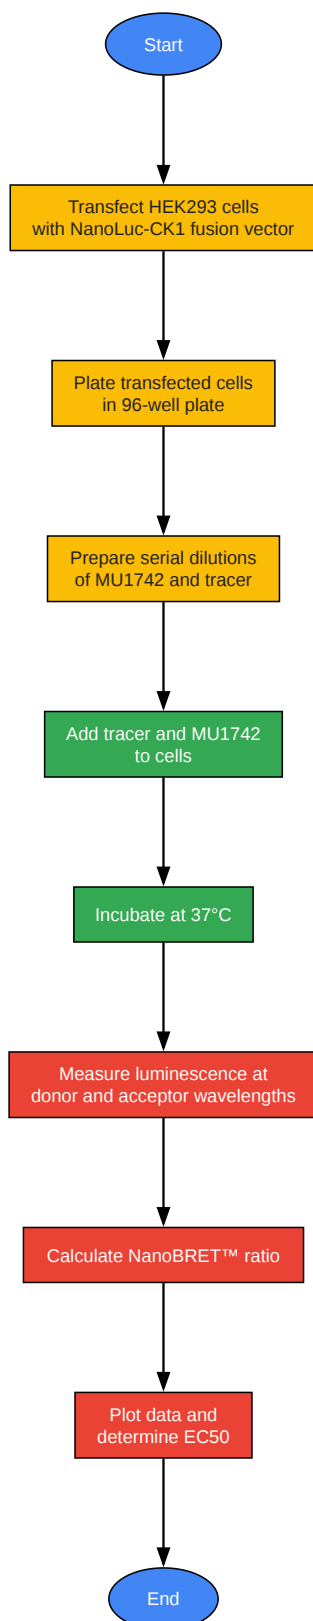 Start
Transfect HEK293 cells
with NanoLuc-CK1 fusion vector
Plate transfected cells
in 96-well plate
Prepare serial dilutions
of MU1742 and tracer
Add tracer and MU1742
to cells
Incubate at 37°C
Measure luminescence at
donor and acceptor wavelengths
Calculate NanoBRET™ ratio
Plot data and
determine EC50
End